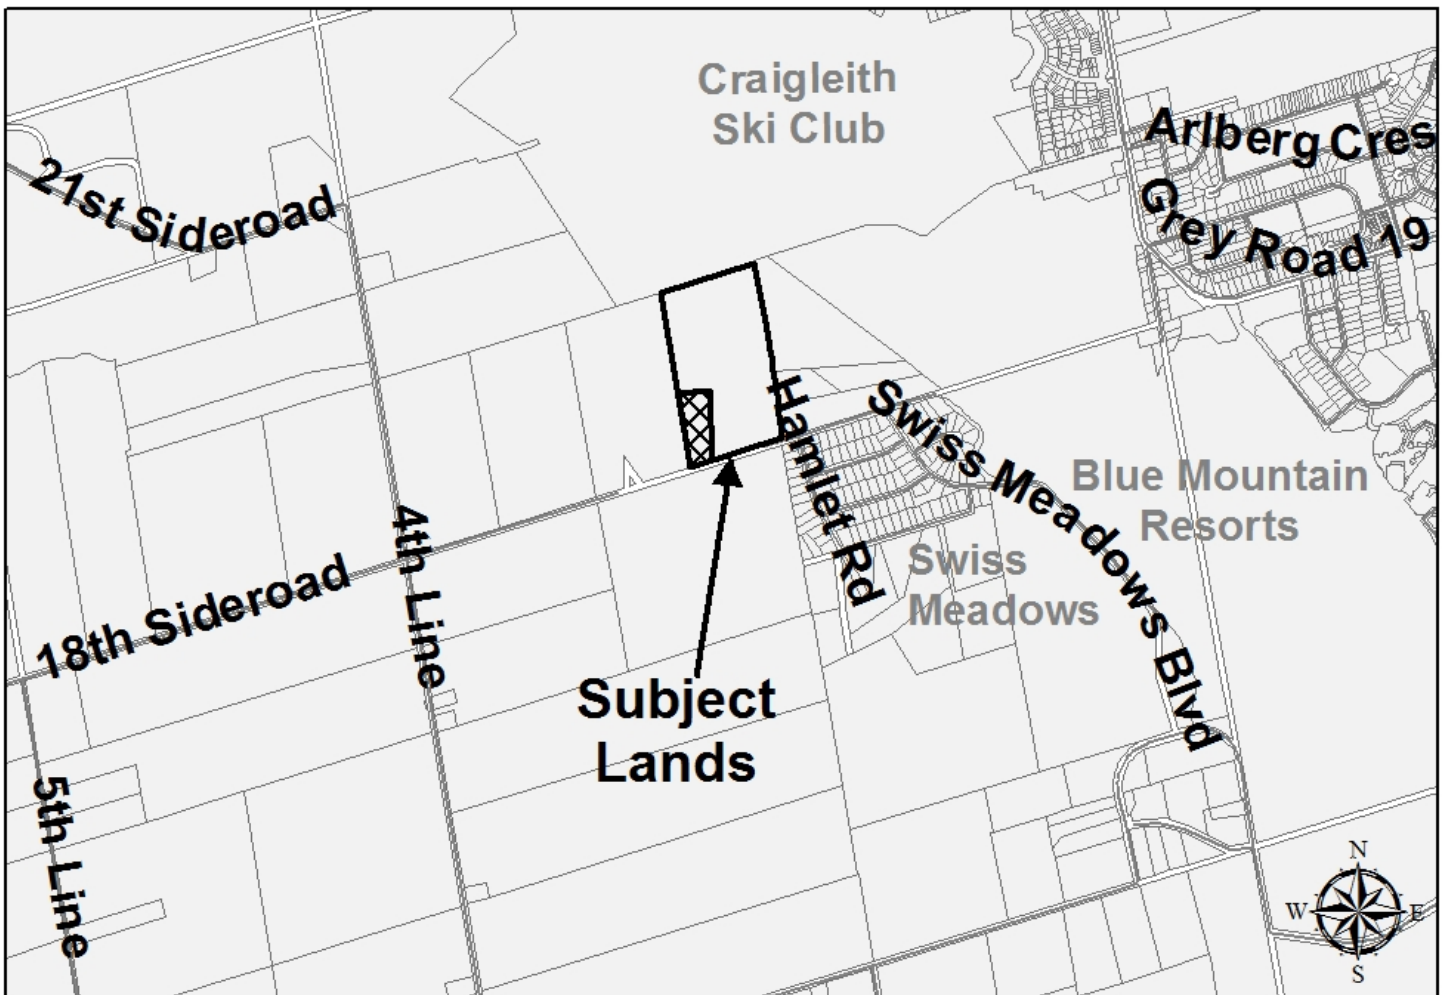 Craigleith
Ski Club
Arlberg Cres
21st Sideroad
Grey Road 19
Hamlet Rd
Swiss Meadows Blvd
Blue Mountain
Resorts
Swiss
Meadows
4th Line
18th Sideroad
Subject
Lands
5th Line
N
W
E
S